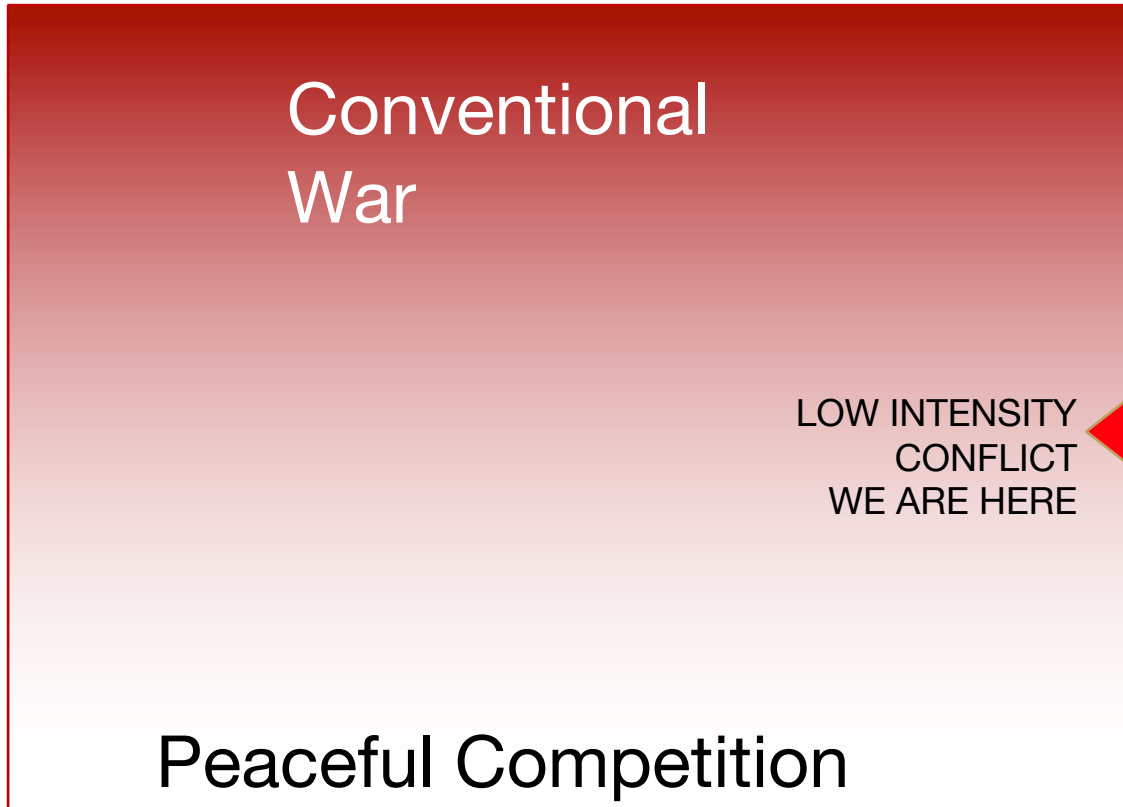 Conventional
War
LOW INTENSITY
CONFLICT
WE ARE HERE
Peaceful Competition